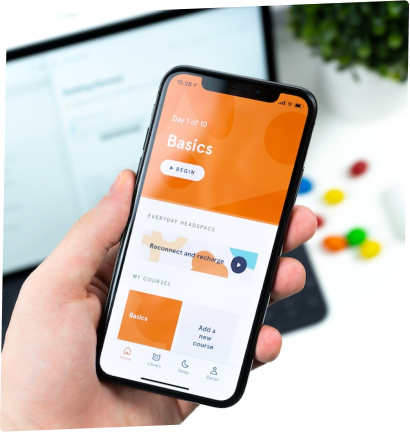 15:28
Day 1 of 10
Basics
BEGIN
EVERYDAY HEADSPACE
Reconnect and recharge
MY COURSES
Basics
Add a
new
course
Home
Library
Sleep